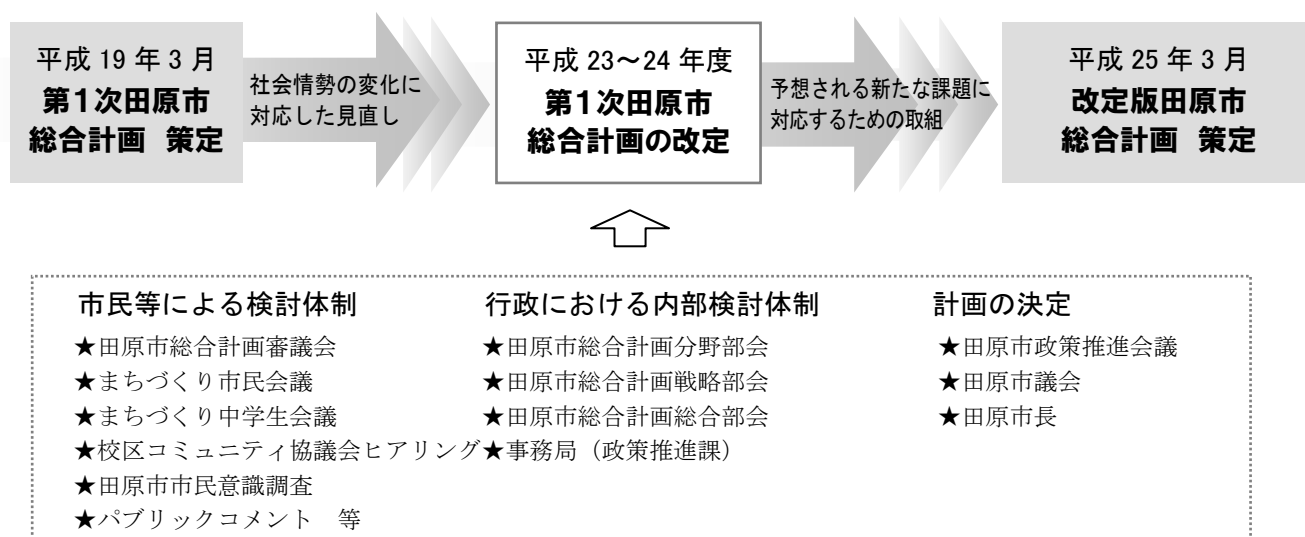 平成 19 年 3 月
第1次田原市
総合計画 策定
社会情勢の変化に
対応した見直し
平成 23～24 年度
第1次田原市
総合計画の改定
予想される新たな課題に
対応するための取組
平成 25 年 3 月
改定版田原市
総合計画 策定
市民等による検討体制
★田原市総合計画審議会
★まちづくり市民会議
★まちづくり中学生会議
★校区コミュニティ協議会ヒアリング
★田原市市民意識調査
★パブリックコメント 等
行政における内部検討体制
★田原市総合計画分野部会
★田原市総合計画戦略部会
★田原市総合計画総合部会
★事務局（政策推進課）
計画の決定
★田原市政策推進会議
★田原市議会
★田原市長